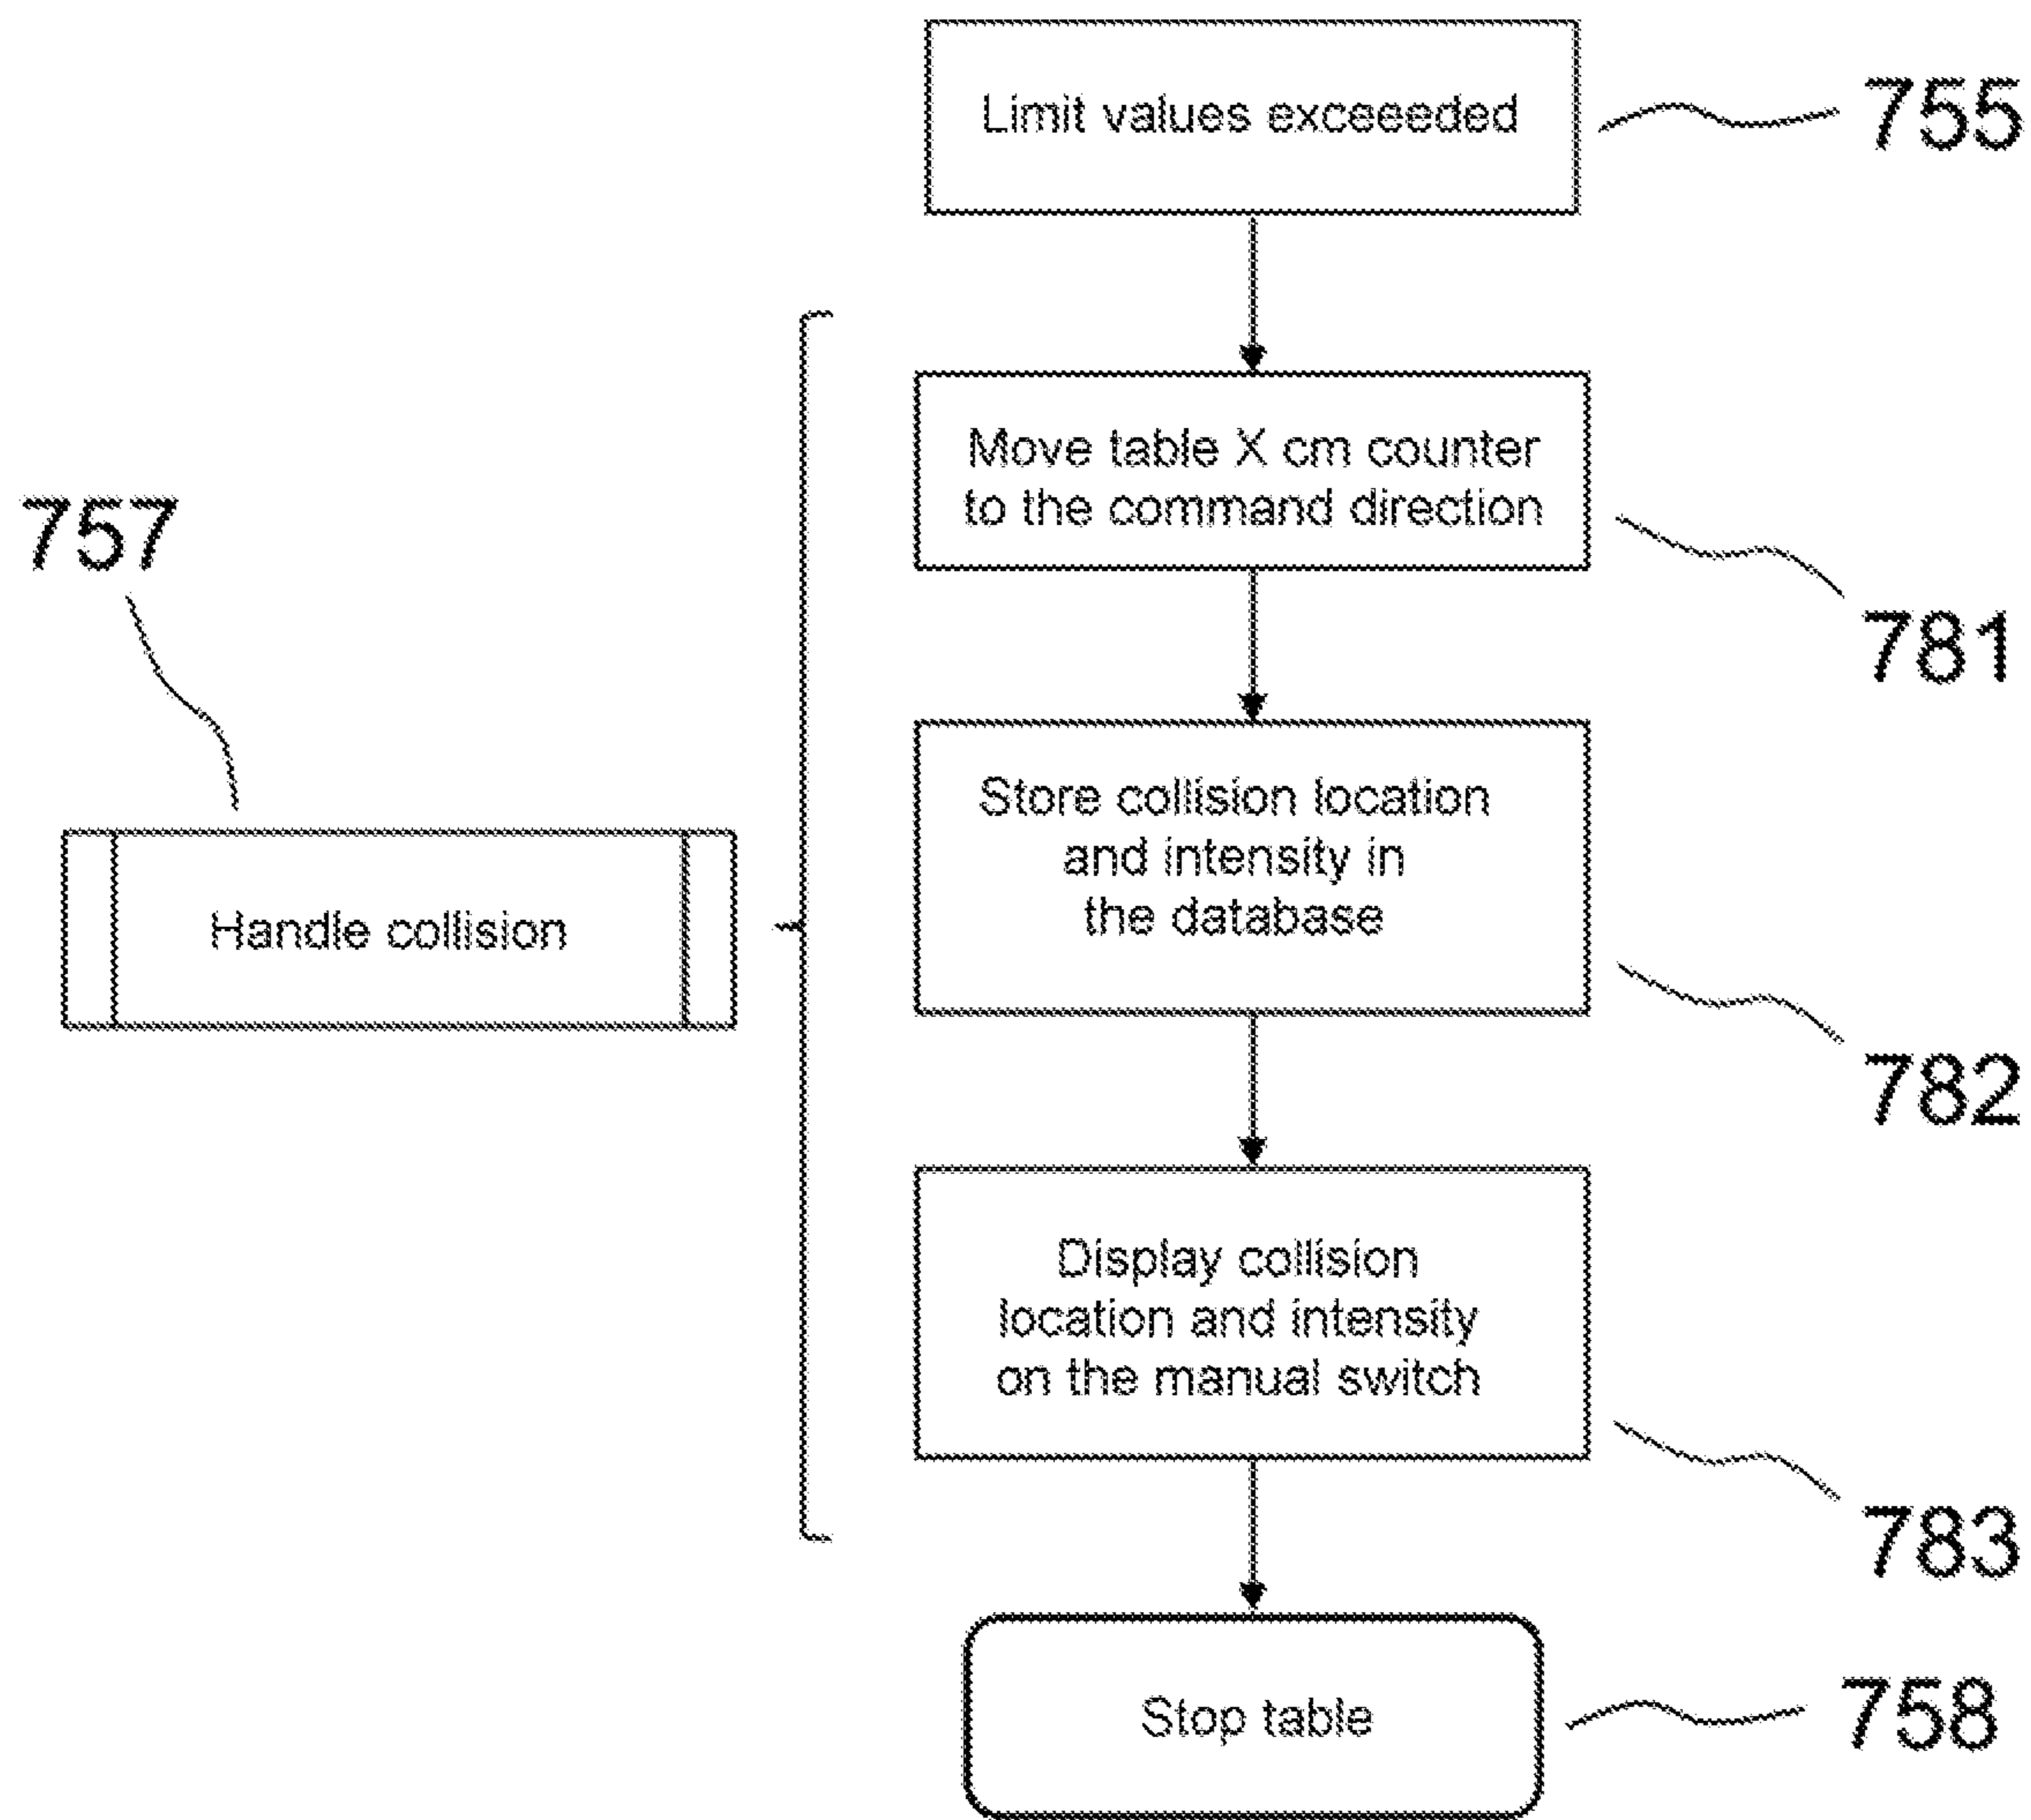 Limit values exceeeded
755
Move table X cm counter
to the command direction
781
757
Handle collision
Store collision location
and intensity in
the database
782
Display collision
location and intensity
on the manual switch
783
Stop table
758